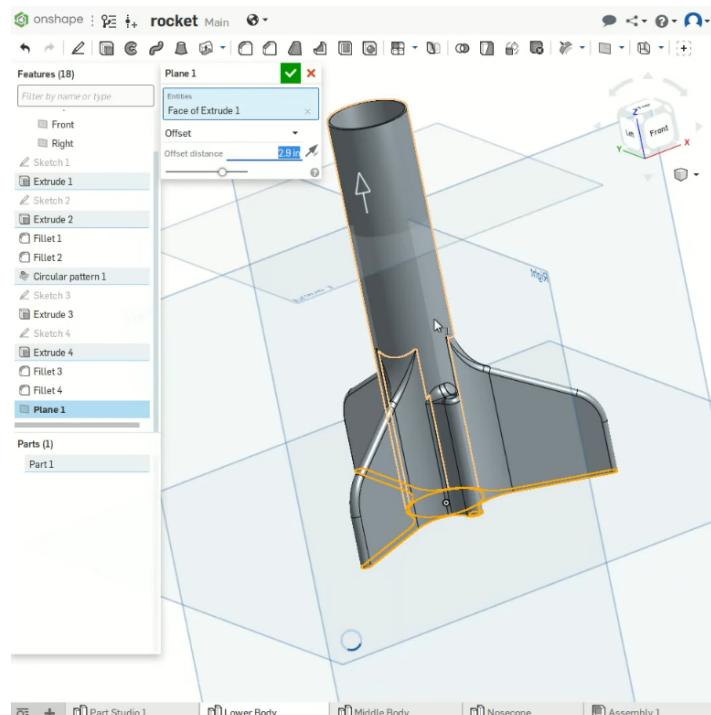 onshape
rocket Main
Features (18)
Plane 1
Filter by name or type
Entities
Face of Extrude 1
Front
Offset
Right
Offset distance 2.9 in
Sketch 1
Extrude 1
Sketch 2
Extrude 2
Fillet 1
Fillet 2
Circular pattern 1
Sketch 3
Extrude 3
Sketch 4
Extrude 4
Fillet 3
Fillet 4
Plane 1
Parts (1)
Part 1
Z
Left
Front
X
Y
Right
Part Studio 1
Lower Body
Middle Body
Nosecone
Assembly 1